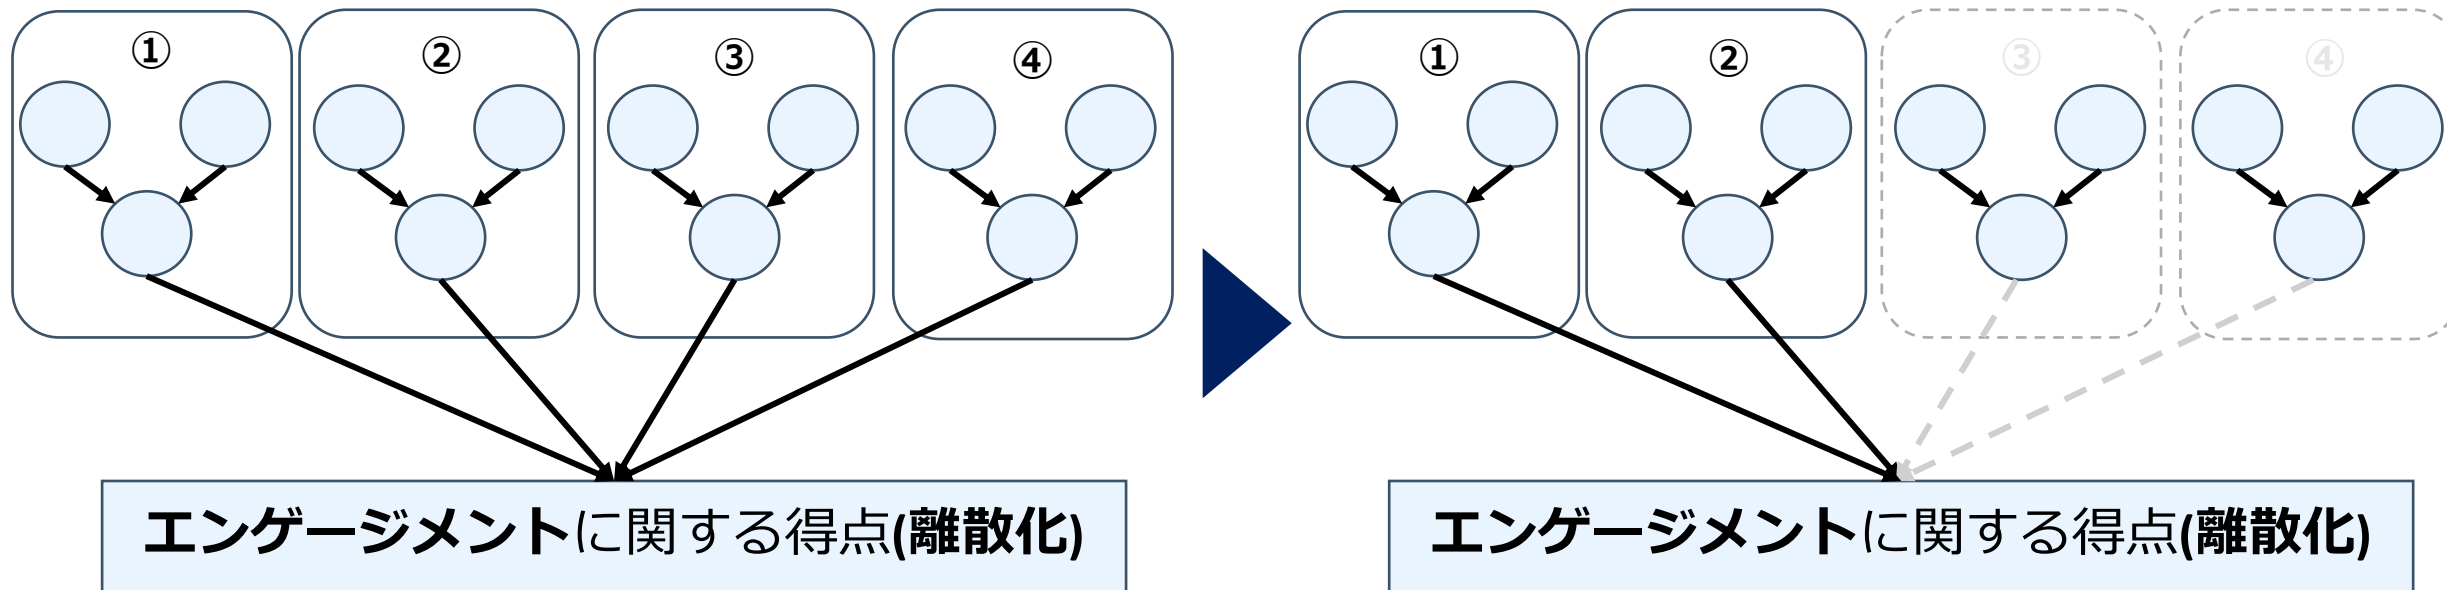 ① ② ③ ④ ① ② ③ ④
エンゲージメントに関する得点(離散化) エンゲージメントに関する得点(離散化)